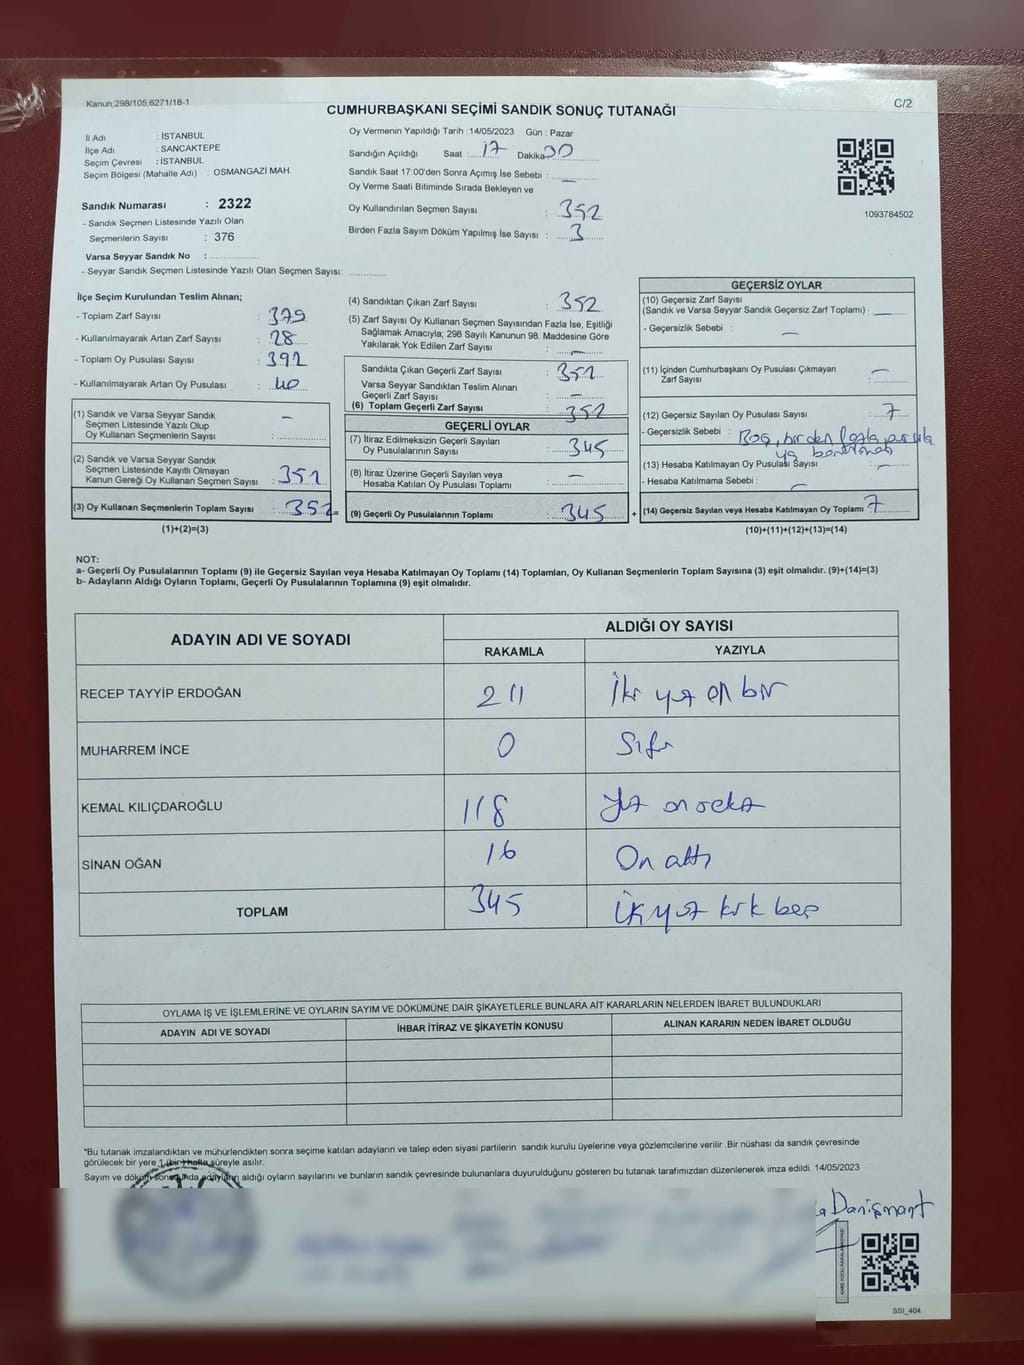 Kanun;298/105,6271/18-1
C/2
CUMHURBAŞKANI SEÇİMİ SANDIK SONUÇ TUTANAĞI
İl Adı : İSTANBUL
İlçe Adı : SANCAKTEPE
Seçim Çevresi : İSTANBUL
Seçim Bölgesi (Mahalle Adı) : OSMANGAZİ MAH.
Sandık Numarası : 2322
- Sandık Seçmen Listesinde Yazılı Olan
Seçmenlerin Sayısı : 376
Varsa Seyyar Sandık No :
- Seyyar Sandık Seçmen Listesinde Yazılı Olan Seçmen Sayısı:
Oy Vermenin Yapıldığı Tarih : 14/05/2023 Gün : Pazar
Sandığın Açıldığı Saat : 17 Dakika
Sandık Saat 17:00'den Sonra Açımış İse Sebebi : —
Oy Verme Saati Bitiminde Sırada Bekleyen ve
Oy Kullandırılan Seçmen Sayısı : 352
Birden Fazla Sayım Döküm Yapılmış İse Sayısı : 3
1093784502
İlçe Seçim Kurulundan Teslim Alınan;
- Toplam Zarf Sayısı : 379
- Kullanılmayarak Artan Zarf Sayısı : 28
- Toplam Oy Pusulası Sayısı : 392
- Kullanılmayarak Artan Oy Pusulası : 40
(1) Sandık ve Varsa Seyyar Sandık
Seçmen Listesinde Yazılı Olup
Oy Kullanan Seçmenlerin Sayısı : —
(2) Sandık ve Varsa Seyyar Sandık
Seçmen Listesinde Kayıtlı Olmayan
Kanun Gereği Oy Kullanan Seçmen Sayısı :
(3) Oy Kullanan Seçmenlerin Toplam Sayısı : 352 =
(1)+(2)=(3)
(4) Sandıktan Çıkan Zarf Sayısı : 352
(5) Zarf Sayısı Oy Kullanan Seçmen Sayısından Fazla İse, Eşitliği
Sağlamak Amacıyla; 298 Sayılı Kanunun 98. Maddesine Göre
Yakılarak Yok Edilen Zarf Sayısı : —
Sandıkta Çıkan Geçerli Zarf Sayısı :
Varsa Seyyar Sandıktan Teslim Alınan
Geçerli Zarf Sayısı : —
(6) Toplam Geçerli Zarf Sayısı : 352
GEÇERLİ OYLAR
(7) İtiraz Edilmeksizin Geçerli Sayılan
Oy Pusulasının Sayısı : 345
(8) İtiraz Üzerine Geçerli Sayılan veya
Hesaba Katılan Oy Pusulası Toplamı : —
(9) Geçerli Oy Pusulalarının Toplamı : 345 +
GEÇERSİZ OYLAR
(10) Geçersiz Zarf Sayısı
(Sandık ve Varsa Seyyar Sandık Geçersiz Zarf Toplamı) : —
- Geçersizlik Sebebi : —
(11) İçinden Cumhurbaşkanı Oy Pusulası Çıkmayan
Zarf Sayısı : —
(12) Geçersiz Sayılan Oy Pusulası Sayısı : 7
- Geçersizlik Sebebi : Boş, birden fazla
(13) Hesaba Katılmayan Oy Pusulası Sayısı : —
- Hesaba Katılmama Sebebi : —
(14) Geçersiz Sayılan veya Hesaba Katılmayan Oy Toplamı : 7
(10)+(11)+(12)+(13)=(14)
NOT:
a- Geçerli Oy Pusulalarının Toplamı (9) ile Geçersiz Sayılan veya Hesaba Katılmayan Oy Toplamı (14) Toplamları, Oy Kullanan Seçmenlerin Toplam Sayısına (3) eşit olmalıdır. (9)+(14)=(3)
b- Adayların Aldığı Oyların Toplamı, Geçerli Oy Pusulalarının Toplamına (9) eşit olmalıdır.
ADAYIN ADI VE SOYADI
ALDIĞI OY SAYISI
RAKAMLA YAZIYLA
RECEP TAYYİP ERDOĞAN 211 İki yüz on bir
MUHARREM İNCE 0 Sıfır
KEMAL KILIÇDAROĞLU 118 Yüz on sekiz
SİNAN OĞAN 16 On altı
TOPLAM 345 İki yüz kırk beş
OYLAMA İŞ VE İŞLEMLERİNE VE OYLARIN SAYIM VE DÖKÜMÜNE DAİR ŞİKAYETLERLE BUNLARA AİT KARARLARIN NELERDEN İBARET BULUNDUKLARI
ADAYIN ADI VE SOYADI İHBAR İTİRAZ VE ŞİKAYETİN KONUSU ALINAN KARARIN NEDEN İBARET OLDUĞU
*Bu tutanak imzalandıktan ve mühürlendikten sonra seçime katılan adayların ve talep eden siyasi partilerin sandık kurulu üyelerine veya gözlemcilerine verilir .Bir nüshası da sandık çevresinde
görülecek bir yere 1 (bir) hafta süreyle asılır.
Sayım ve döküm sonucunda adayların aldığı oyların sayılarını ve bunların sandık çevresinde bulunanlara duyurulduğunu gösteren bu tutanak tarafımızdan düzenlenerek imza edildi. 14/05/2023
Danışmant
SSI_404